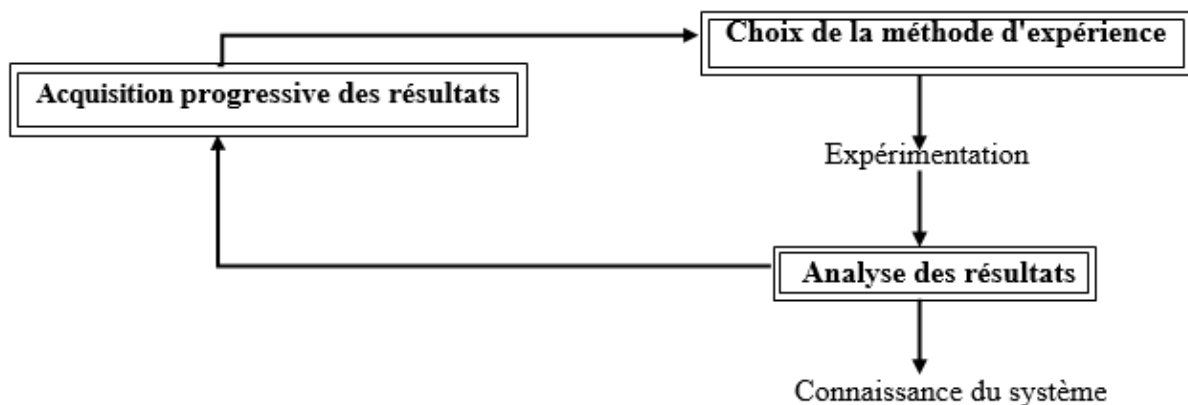 Choix de la méthode d'expérience
Acquisition progressive des résultats
Expérimentation
Analyse des résultats
Connaissance du système